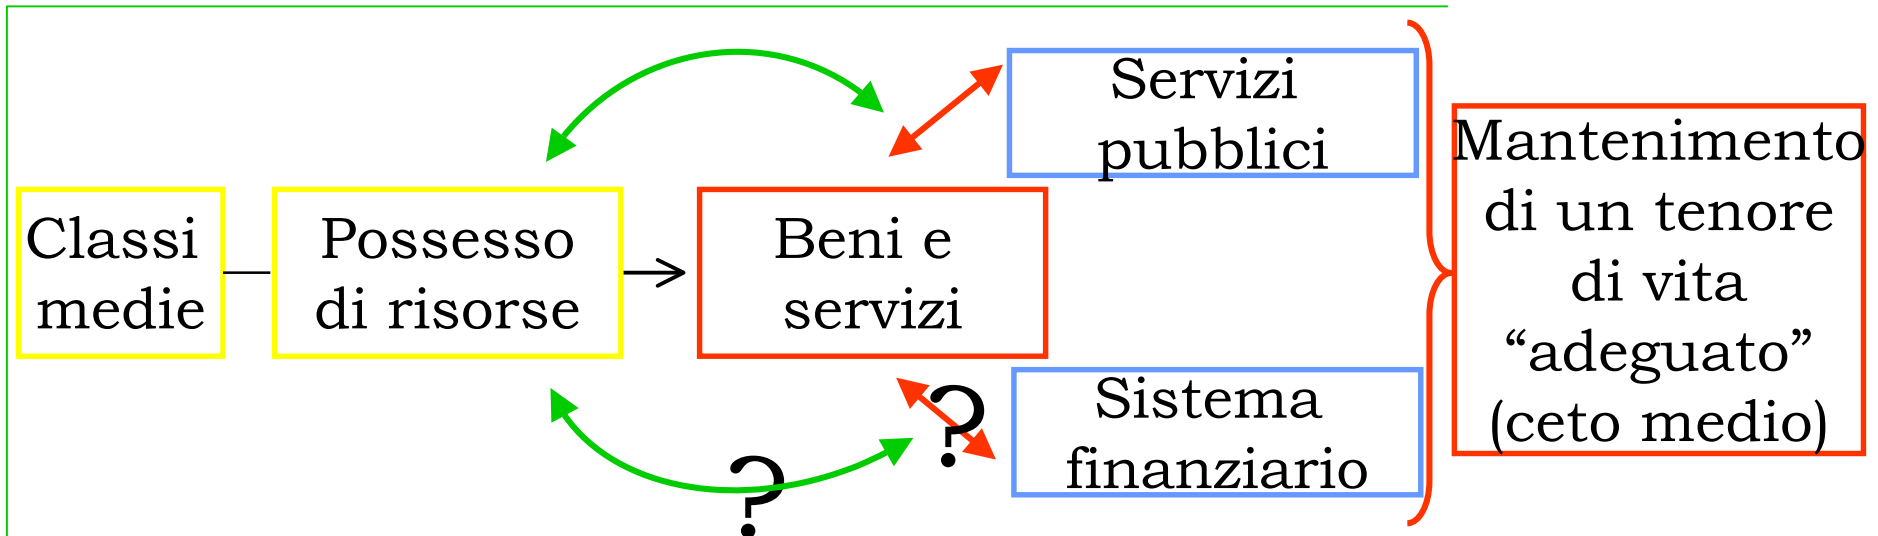 Classi
medie
Possesso
di risorse
Beni e
servizi
Servizi
pubblici
Sistema
finanziario
?
?
Mantenimento
di un tenore
di vita
“adeguato”
(ceto medio)